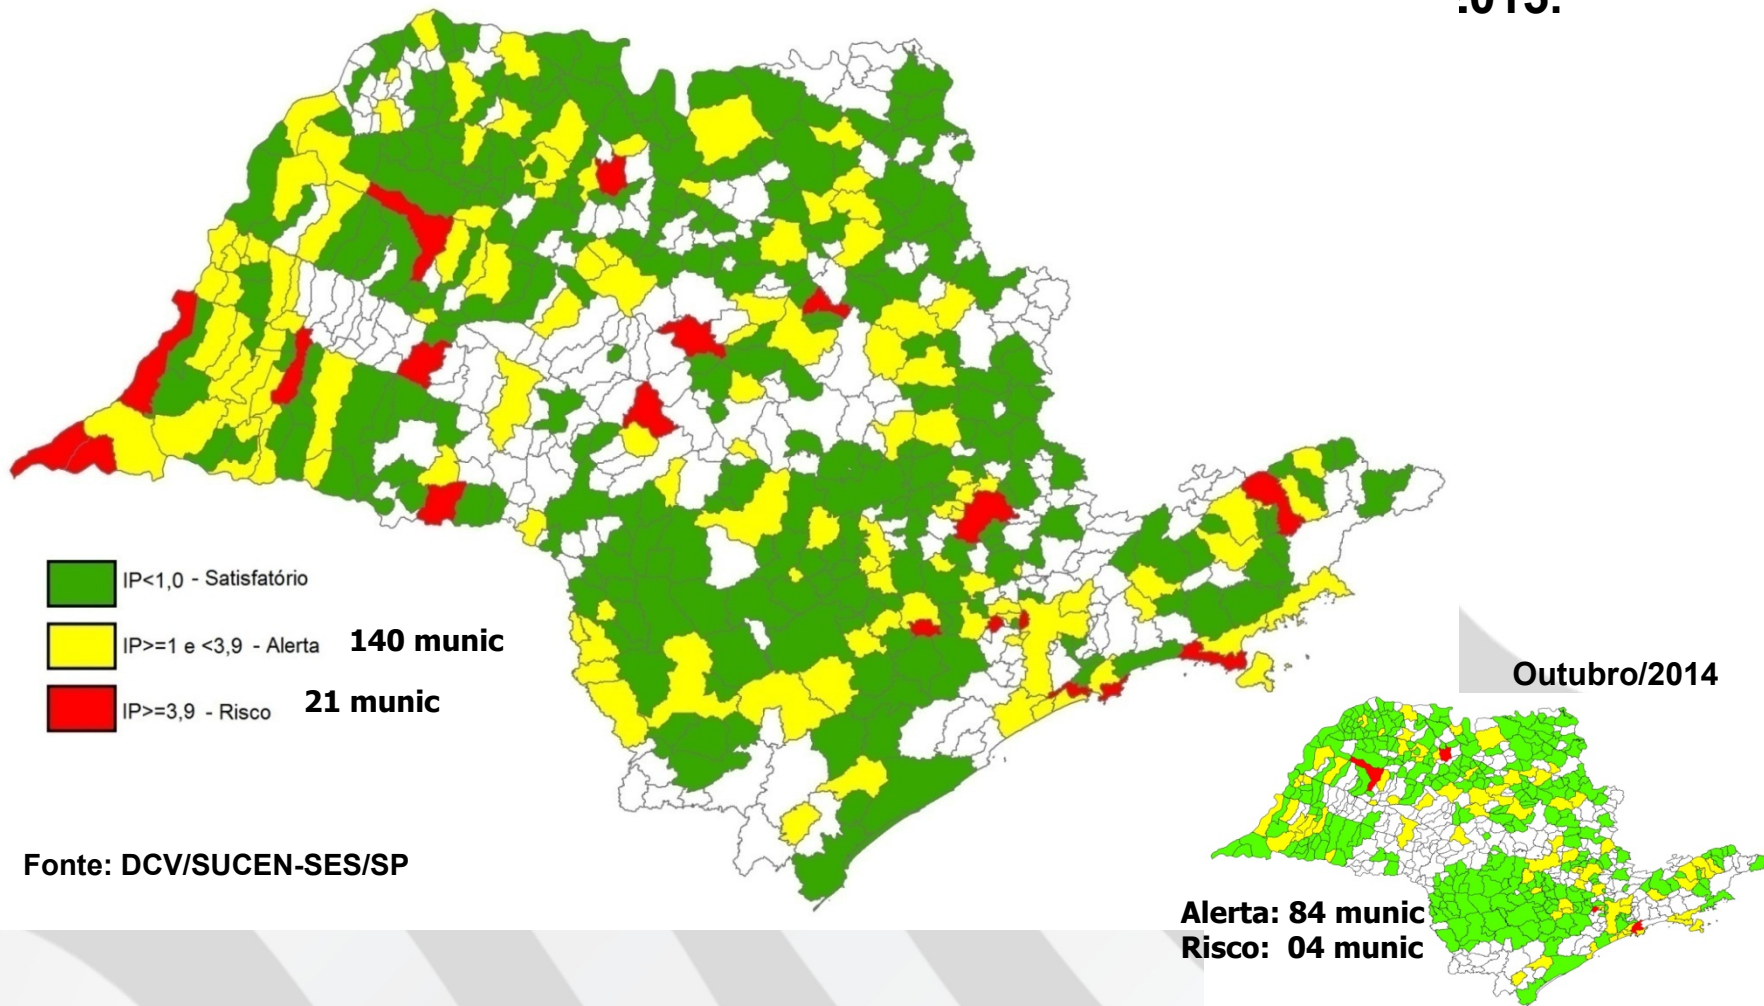 IP<1,0 - Satisfatório
IP>=1 e <3,9 - Alerta 140 munic
IP>=3,9 - Risco 21 munic
Fonte: DCV/SUCEN-SES/SP
Outubro/2014
Alerta: 84 munic
Risco: 04 munic